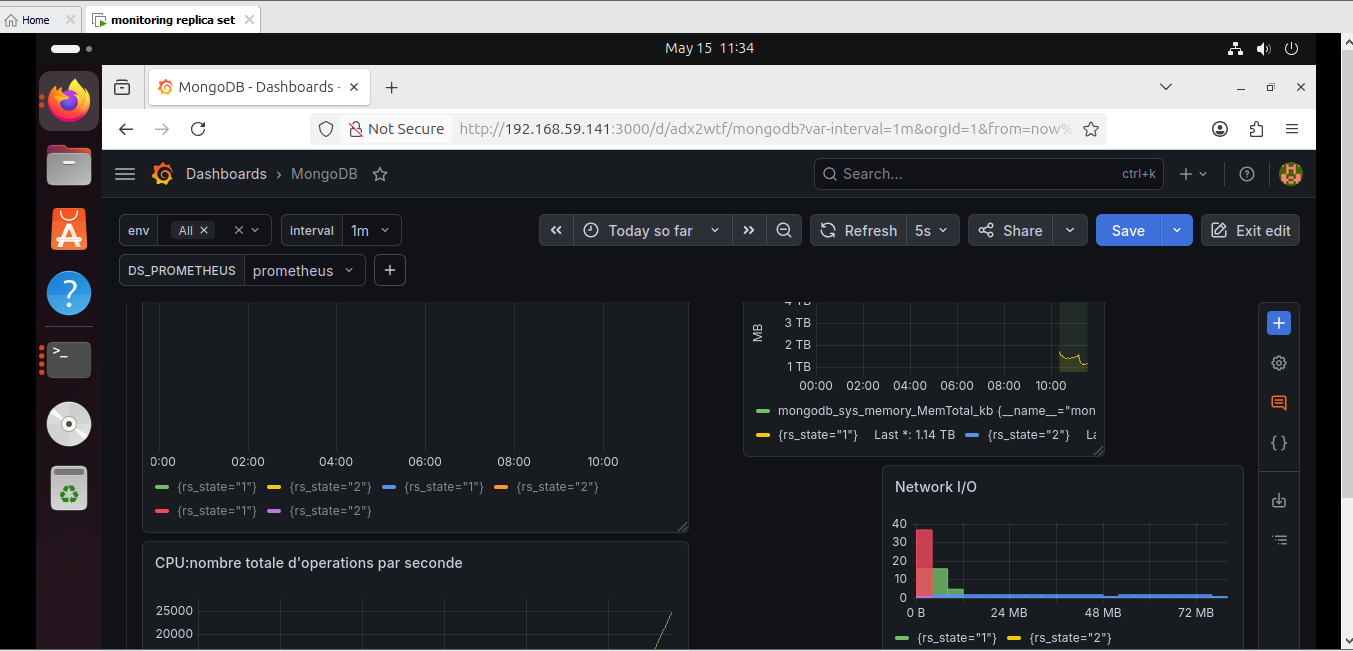 Home
monitoring replica set
May 15 11:34
MongoDB - Dashboards -
Not Secure
http://192.168.59.141:3000/d/adx2wtf/mongodb?var-interval=1m&orgId=1&from=now%
Dashboards › MongoDB
Search... ctrl+k
env All interval 1m
Today so far Refresh 5s Share Save Exit edit
DS_PROMETHEUS prometheus
0:00 02:00 04:00 06:00 08:00 10:00
{rs_state="1"} {rs_state="2"} {rs_state="1"} {rs_state="2"}
{rs_state="1"} {rs_state="2"}
CPU:nombre totale d'operations par seconde
25000
20000
4 TB
3 TB
2 TB
1 TB
MB
00:00 02:00 04:00 06:00 08:00 10:00
mongodb_sys_memory_MemTotal_kb {__name__="mon
{rs_state="1"} Last *: 1.14 TB {rs_state="2"} La
Network I/O
40
30
20
10
0
0 B 24 MB 48 MB 72 MB
{rs_state="1"} {rs_state="2"}